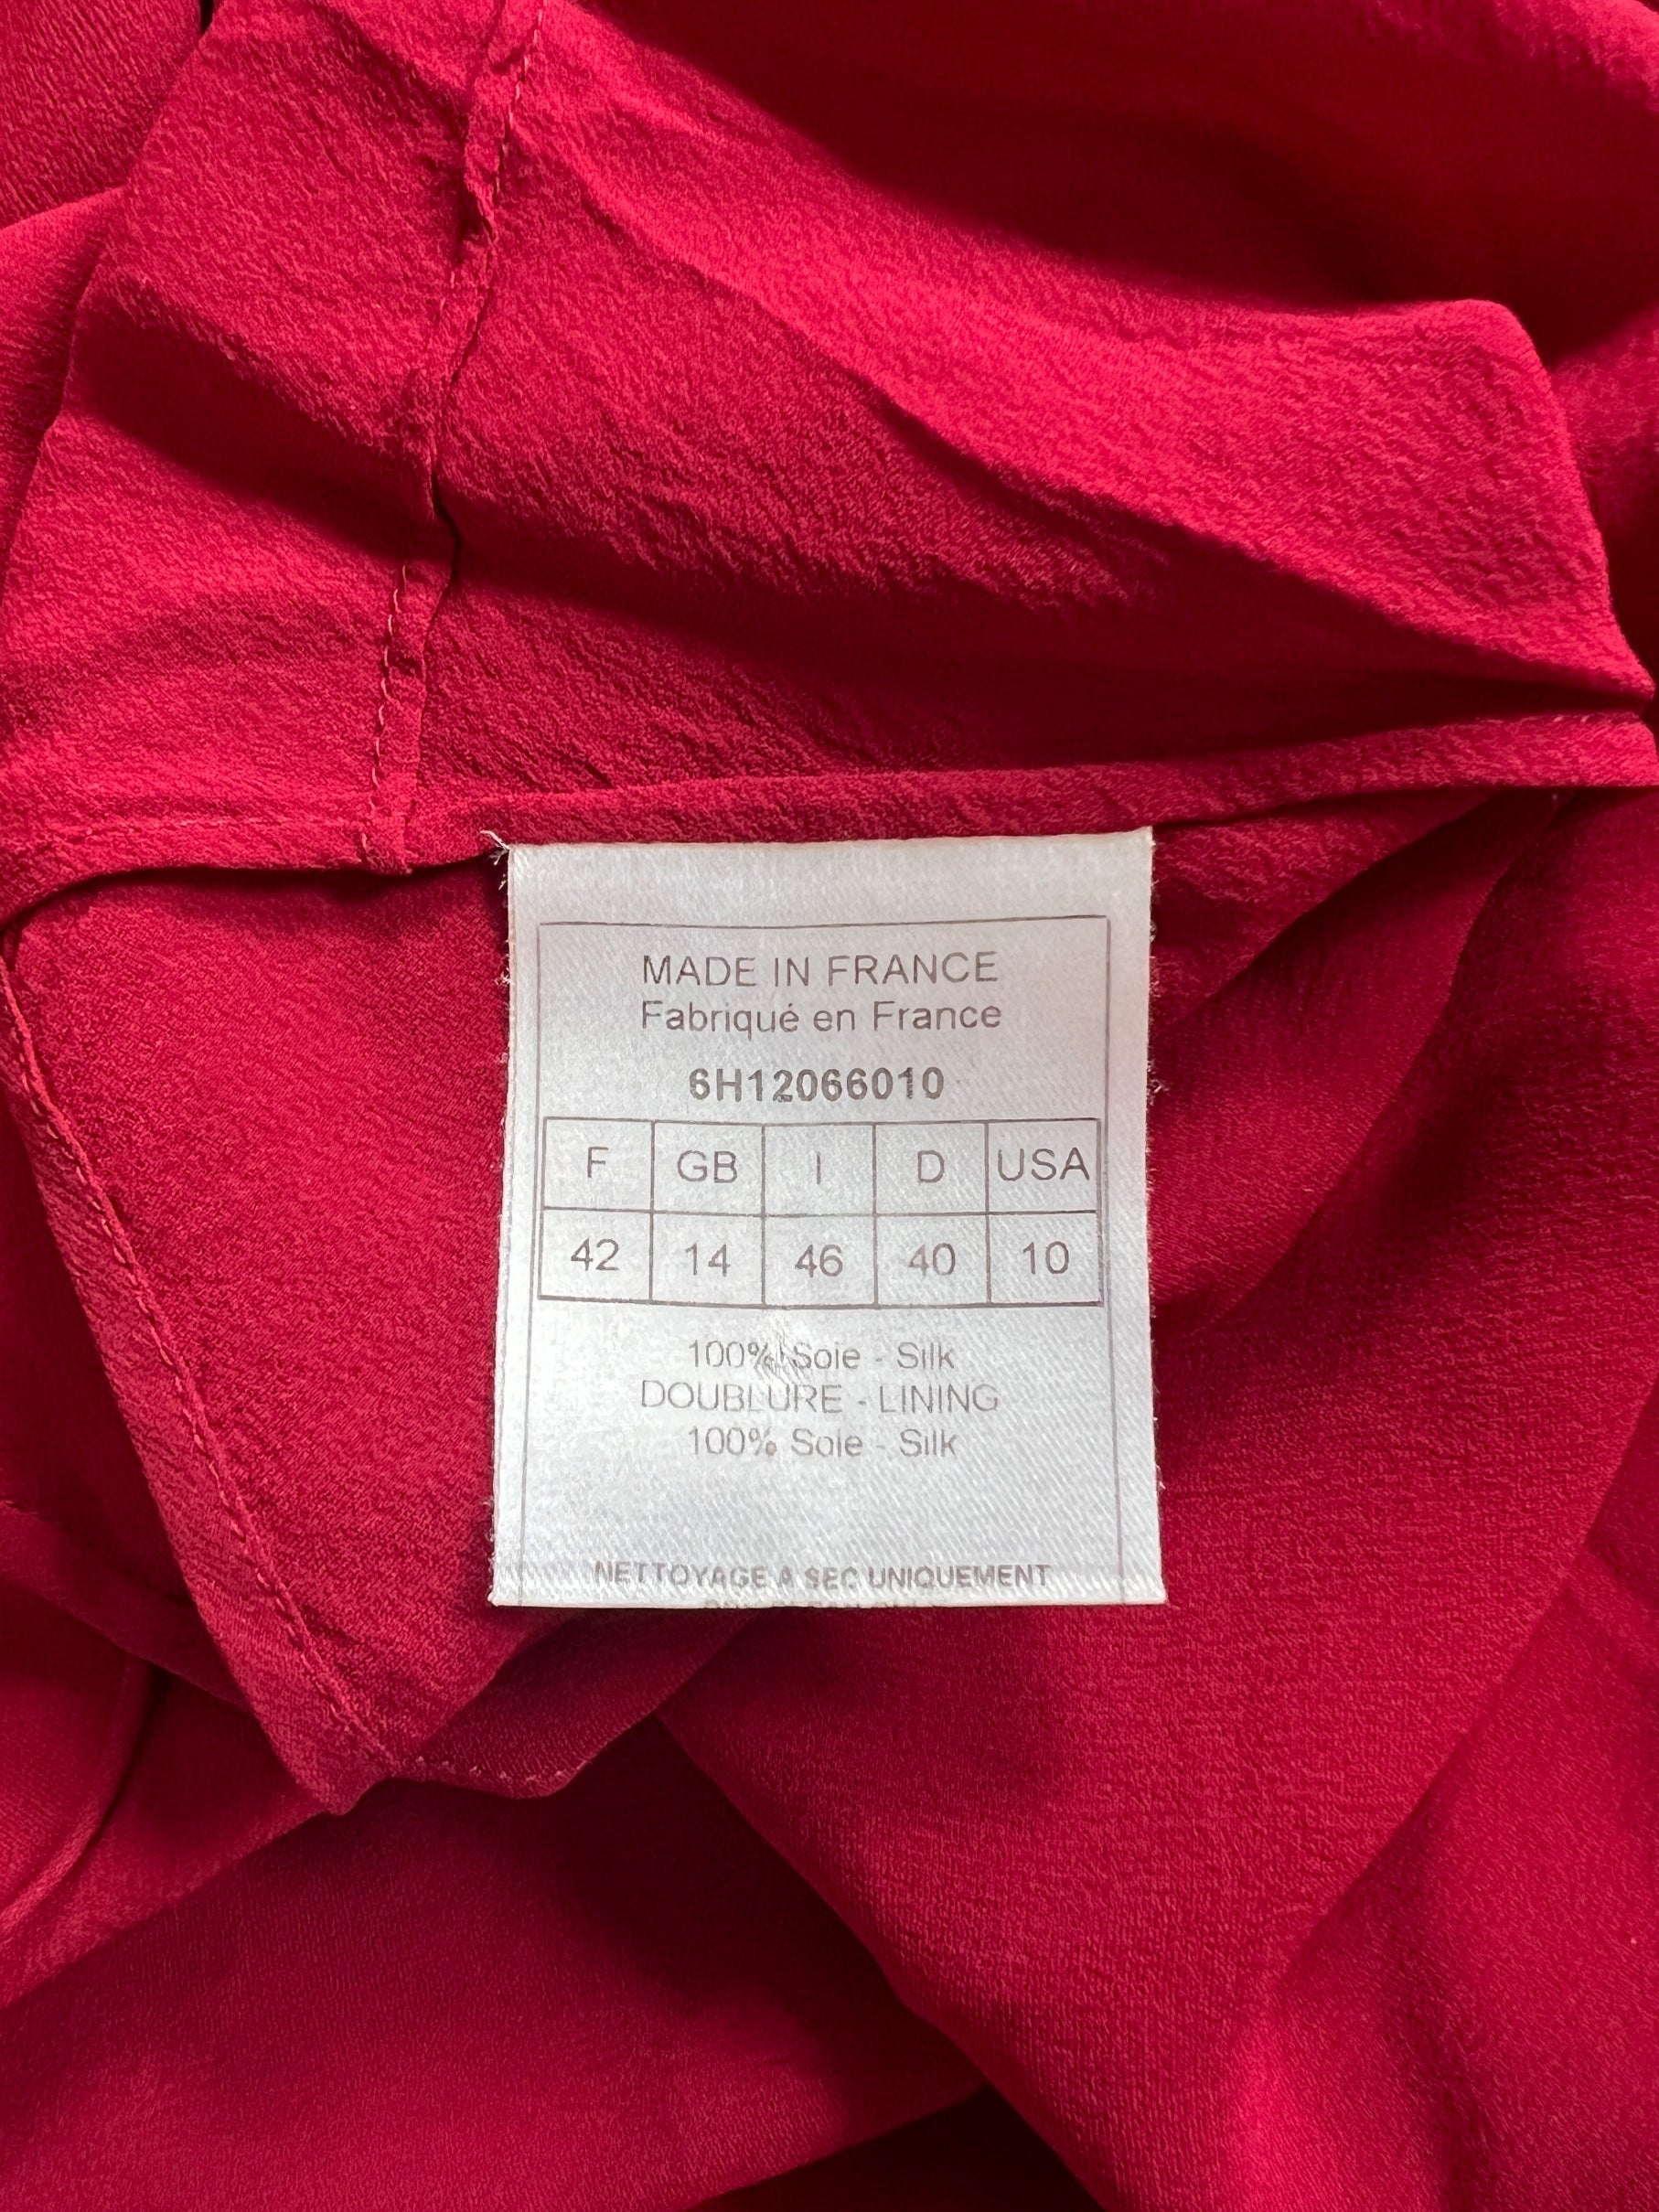 MADE IN FRANCE
Fabriqué en France
6H12066010
F GB I D USA
42 14 46 40 10
100% Soie - Silk
DOUBLURE - LINING
100% Soie - Silk
NETTOYAGE A SEC UNIQUEMENT